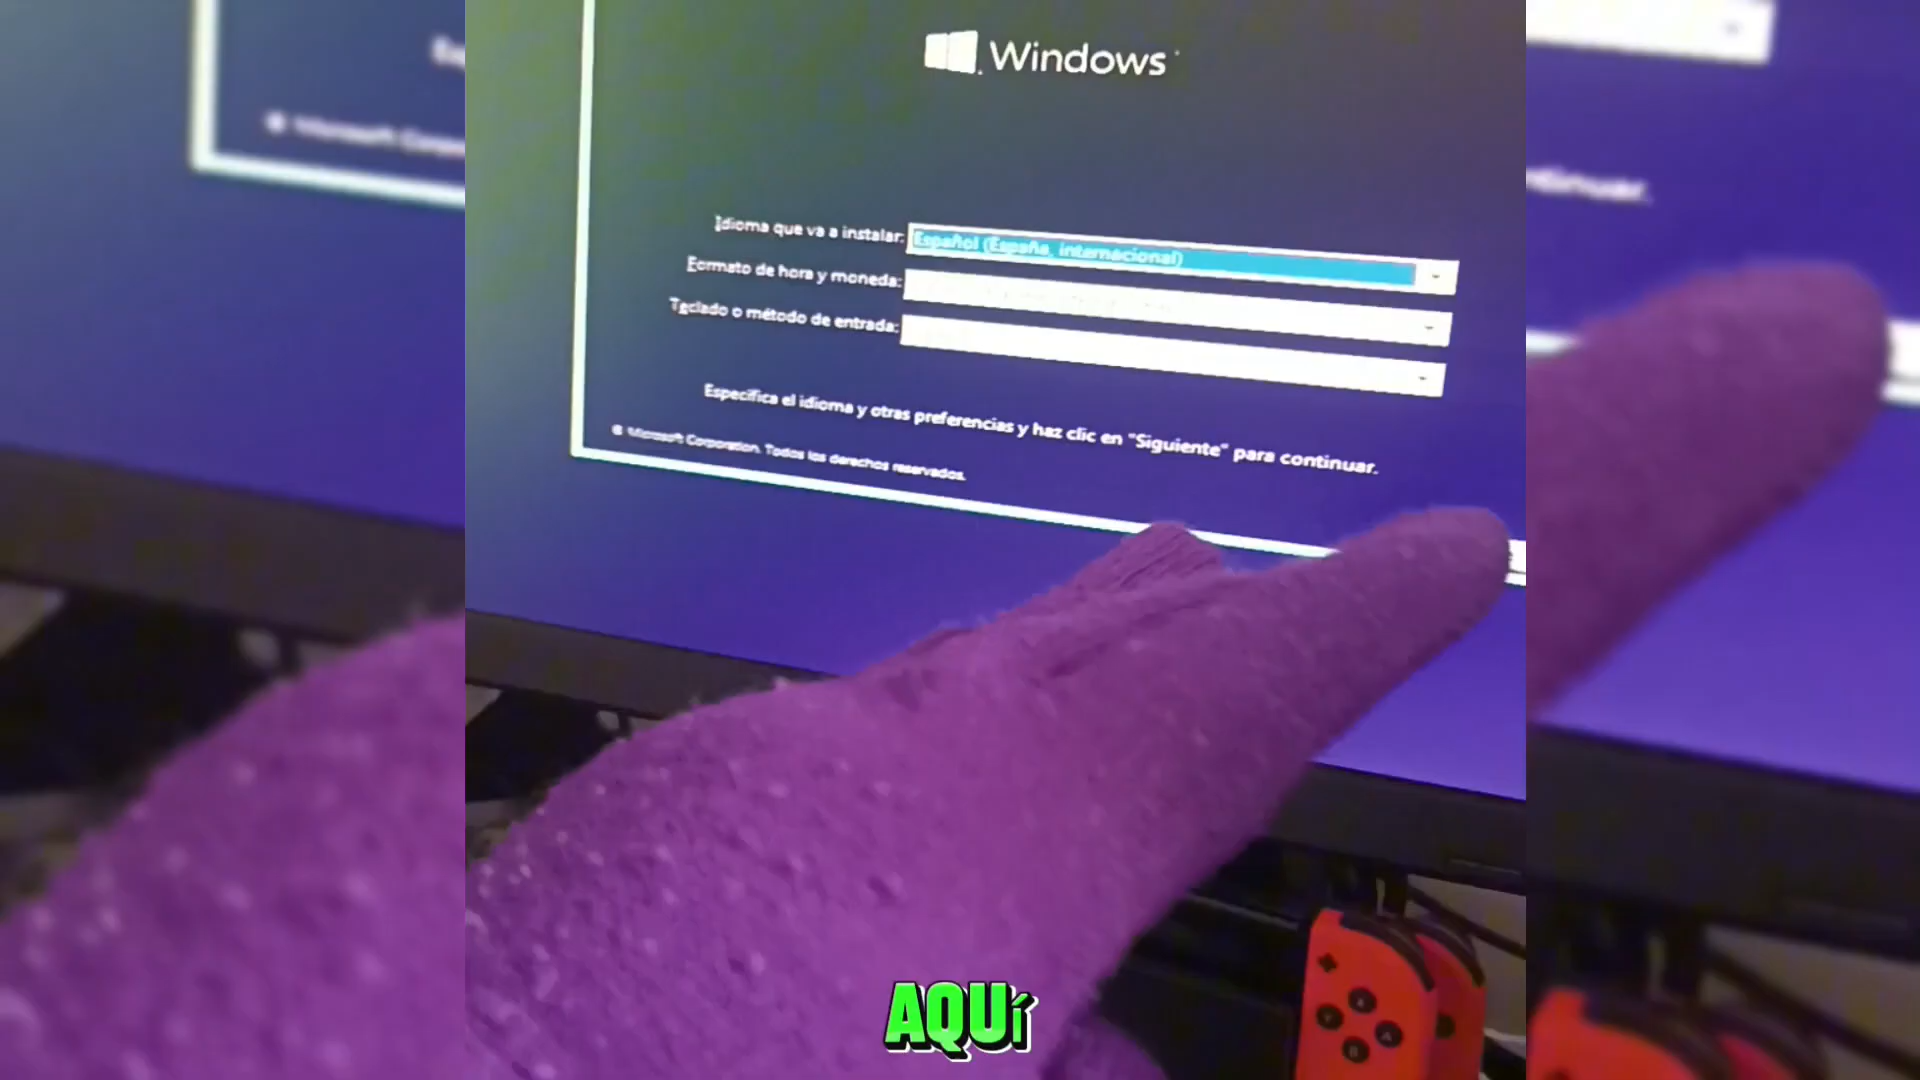 Windows
Idioma que va a instalar: Español (España, internacional)
Formato de hora y moneda:
Teclado o método de entrada:
Especifica el idioma y otras preferencias y haz clic en "Siguiente" para continuar.
© Microsoft Corporation. Todos los derechos reservados.
AQUí